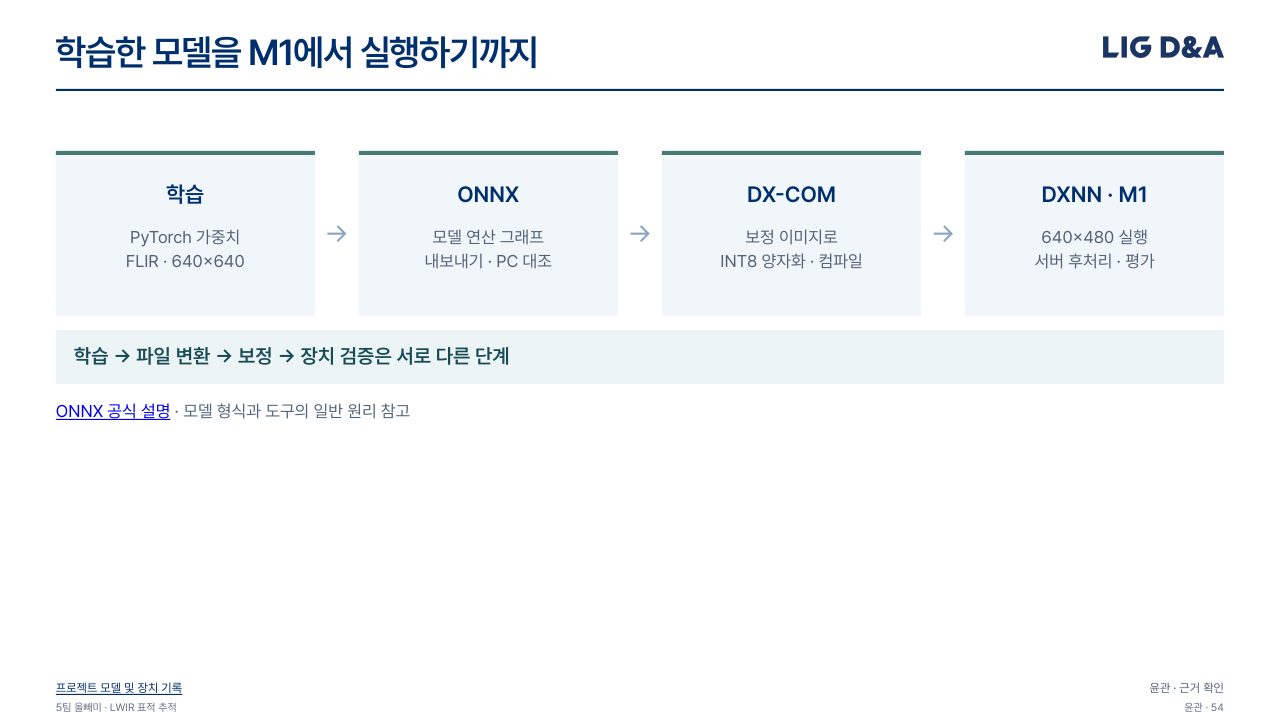 학습한 모델을 M1에서 실행하기까지
LIG D&A
학습
PyTorch 가중치
FLIR · 640×640
→
ONNX
모델 연산 그래프
내보내기 · PC 대조
→
DX-COM
보정 이미지로
INT8 양자화 · 컴파일
→
DXNN · M1
640×480 실행
서버 후처리 · 평가
학습 → 파일 변환 → 보정 → 장치 검증은 서로 다른 단계
ONNX 공식 설명 · 모델 형식과 도구의 일반 원리 참고
프로젝트 모델 및 장치 기록
5팀 올빼미 · LWIR 표적 추적
윤관 · 근거 확인
윤관 · 54